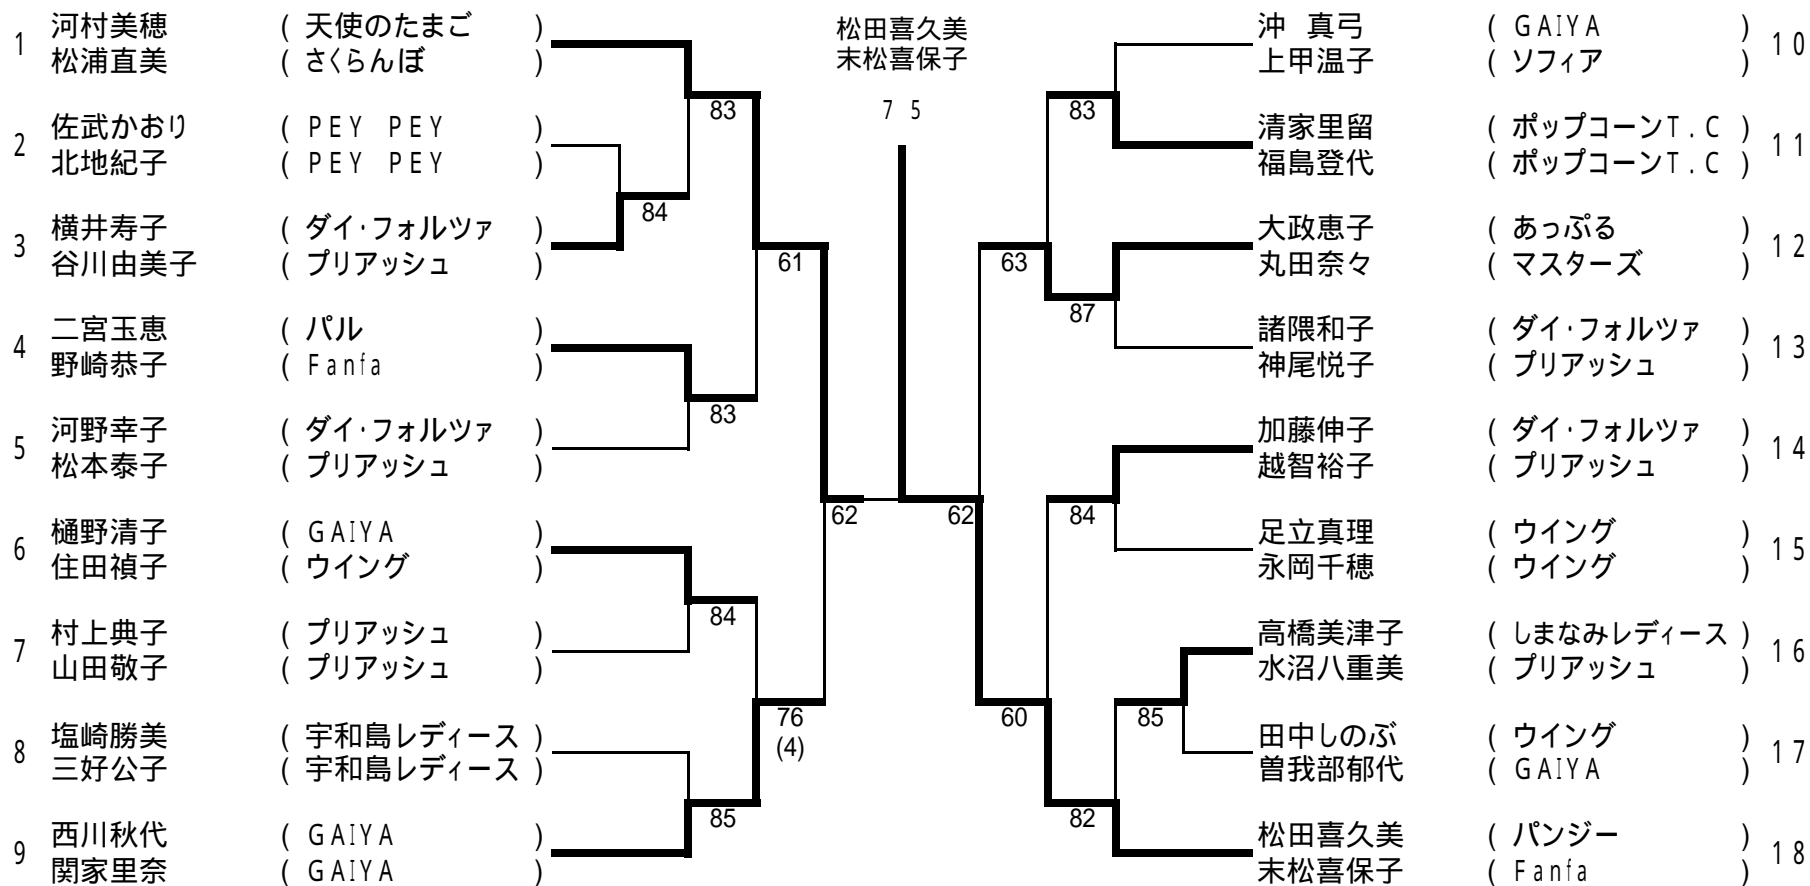 1 河村美穂 ( 天使のたまご )
松浦直美 ( さくらんぼ )
2 佐武かおり ( PEY PEY )
北地紀子 ( PEY PEY )
3 横井寿子 ( ダイ・フォルツァ )
谷川由美子 ( プリアッシュ )
4 二宮玉恵 ( パル )
野崎恭子 ( Fanfa )
5 河野幸子 ( ダイ・フォルツァ )
松本泰子 ( プリアッシュ )
6 樋野清子 ( GAIYA )
住田禎子 ( ウイング )
7 村上典子 ( プリアッシュ )
山田敬子 ( プリアッシュ )
8 塩崎勝美 ( 宇和島レディース )
三好公子 ( 宇和島レディース )
9 西川秋代 ( GAIYA )
関家里奈 ( GAIYA )
83
84
61
83
62
84
76
(4)
85
松田喜久美
末松喜保子
7 5
83
63
87
62
84
60
85
82
沖 真弓 ( GAIYA ) 10
上甲温子 ( ソフィア )
清家里留 ( ポップコーンT.C ) 11
福島登代 ( ポップコーンT.C )
大政恵子 ( あっぷる ) 12
丸田奈々 ( マスターズ )
諸隈和子 ( ダイ・フォルツァ ) 13
神尾悦子 ( プリアッシュ )
加藤伸子 ( ダイ・フォルツァ ) 14
越智裕子 ( プリアッシュ )
足立真理 ( ウイング ) 15
永岡千穂 ( ウイング )
高橋美津子 ( しまなみレディース ) 16
水沼八重美 ( プリアッシュ )
田中しのぶ ( ウイング ) 17
曽我部郁代 ( GAIYA )
松田喜久美 ( パンジー ) 18
末松喜保子 ( Fanfa )